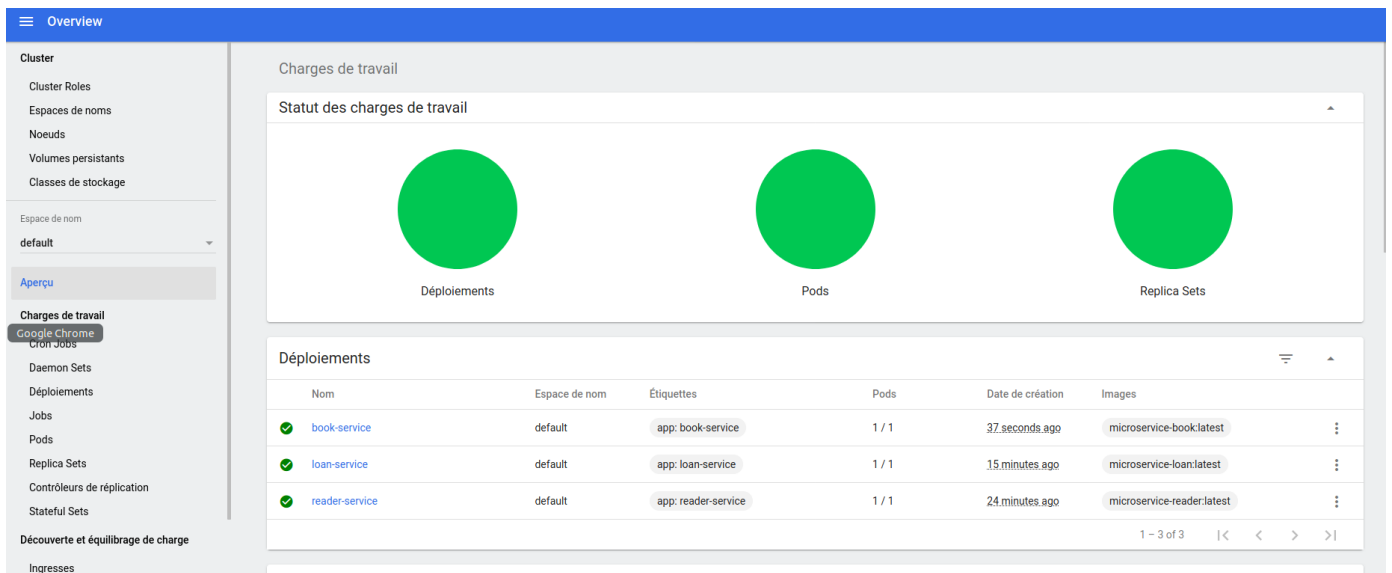 Overview
Cluster
Cluster Roles
Espaces de noms
Noeuds
Volumes persistants
Classes de stockage
Espace de nom
default
Aperçu
Charges de travail
Google Chrome
Cron Jobs
Daemon Sets
Déploiements
Jobs
Pods
Replica Sets
Contrôleurs de réplication
Stateful Sets
Découverte et équilibrage de charge
Ingresses
Charges de travail
Statut des charges de travail
Déploiements Pods Replica Sets
Déploiements
Nom Espace de nom Étiquettes Pods Date de création Images
book-service default app: book-service 1 / 1 37 seconds ago microservice-book:latest
loan-service default app: loan-service 1 / 1 15 minutes ago microservice-loan:latest
reader-service default app: reader-service 1 / 1 24 minutes ago microservice-reader:latest
1 – 3 of 3